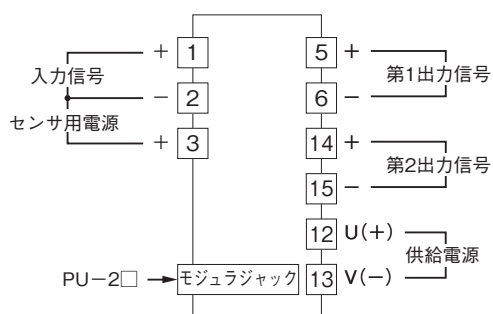 + 1
入力信号
− 2
センサ用電源
+ 3
5 +
第1出力信号
6 −
14 +
第2出力信号
15 −
12 U(+)
供給電源
13 V(−)
PU−2□
モジュラジャック